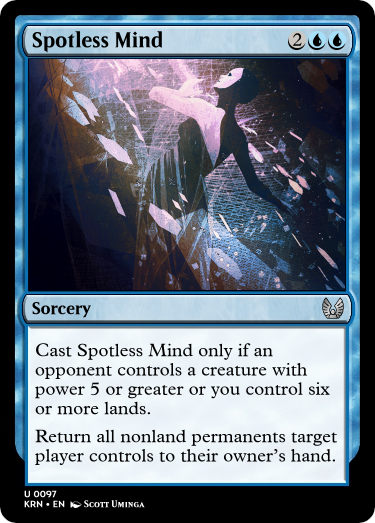 Spotless Mind 2
Sorcery
Cast Spotless Mind only if an
opponent controls a creature with
power 5 or greater or you control six
or more lands.
Return all nonland permanents target
player controls to their owner's hand.
U 0097
KRN • EN Scott Uminga